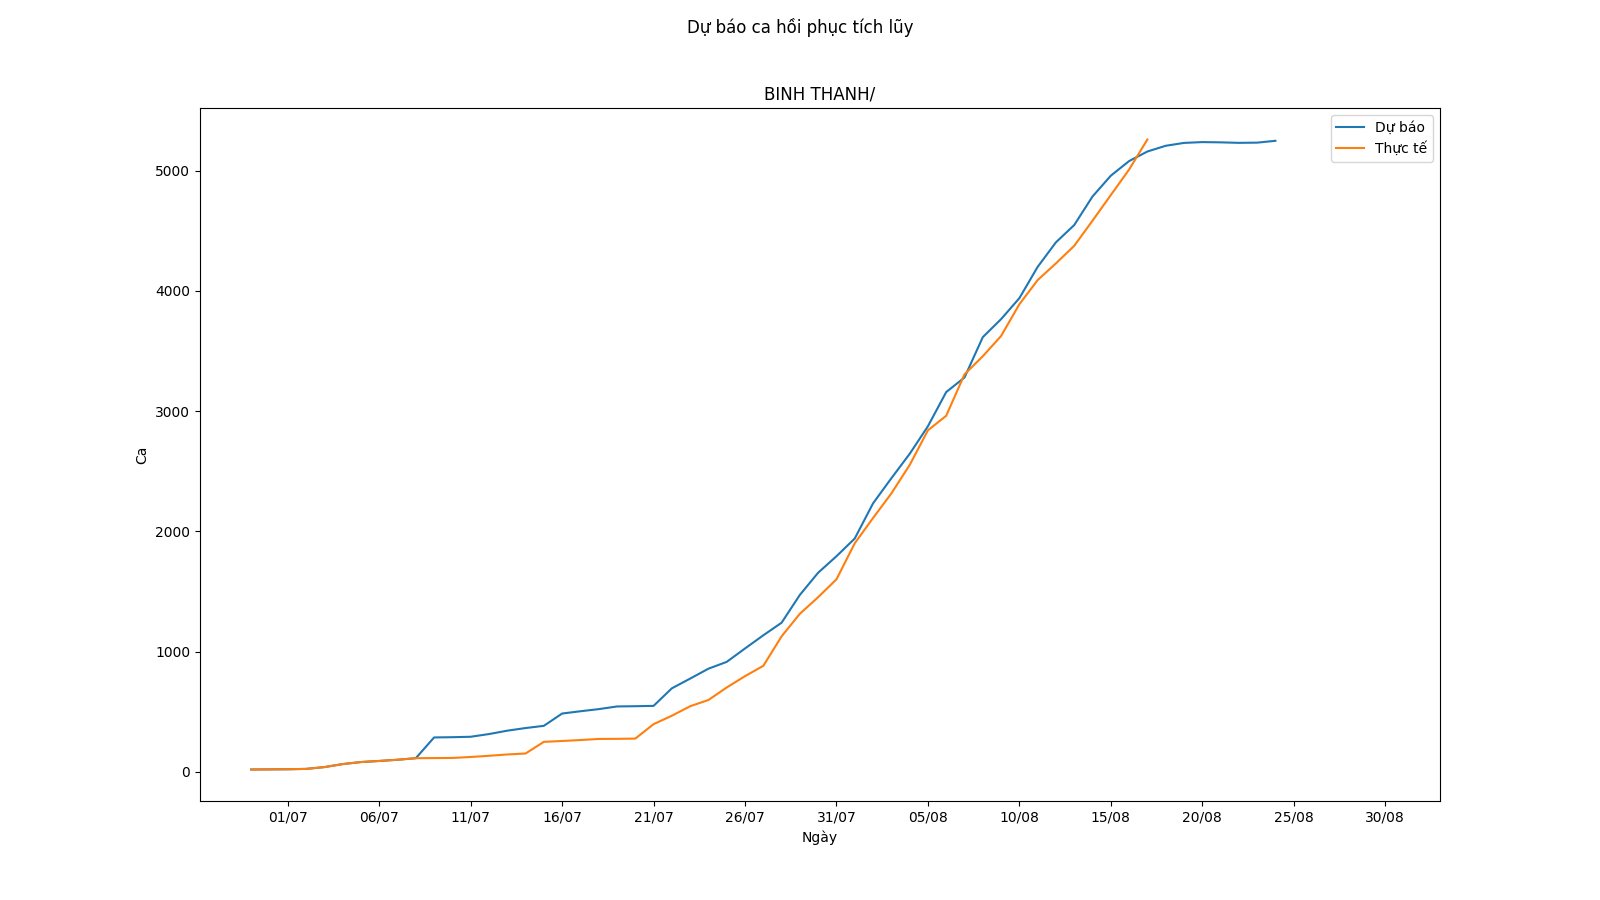 Dự báo ca hồi phục tích lũy
BINH THANH/
Dự báo
Thực tế
5000
4000
3000
2000
1000
0
Ca
01/07 06/07 11/07 16/07 21/07 26/07 31/07 05/08 10/08 15/08 20/08 25/08 30/08
Ngày